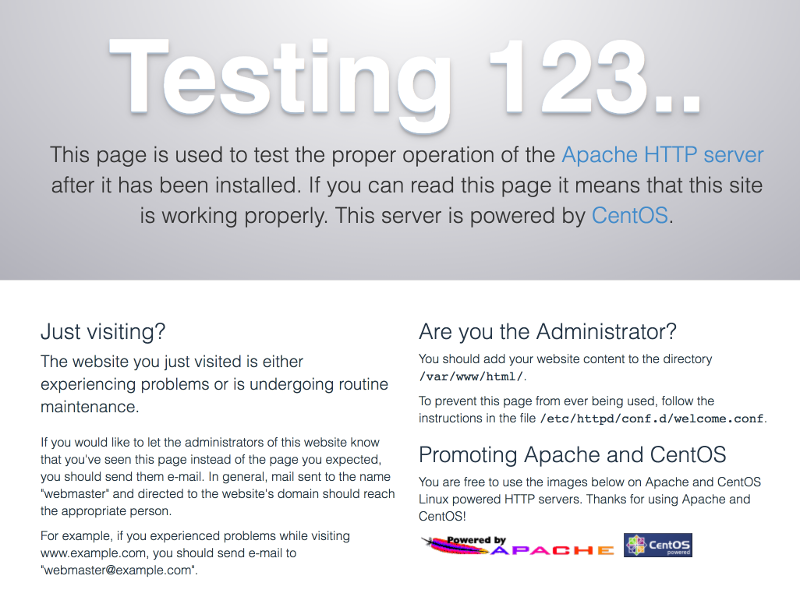 Testing 123..
This page is used to test the proper operation of the Apache HTTP server
after it has been installed. If you can read this page it means that this site
is working properly. This server is powered by CentOS.
Just visiting?
The website you just visited is either
experiencing problems or is undergoing routine
maintenance.
If you would like to let the administrators of this website know
that you've seen this page instead of the page you expected,
you should send them e-mail. In general, mail sent to the name
"webmaster" and directed to the website's domain should reach
the appropriate person.
For example, if you experienced problems while visiting
www.example.com, you should send e-mail to
"webmaster@example.com".
Are you the Administrator?
You should add your website content to the directory
/var/www/html/.
To prevent this page from ever being used, follow the
instructions in the file /etc/httpd/conf.d/welcome.conf.
Promoting Apache and CentOS
You are free to use the images below on Apache and CentOS
Linux powered HTTP servers. Thanks for using Apache and
CentOS!
Powered by
APACHE
CentOS
powered